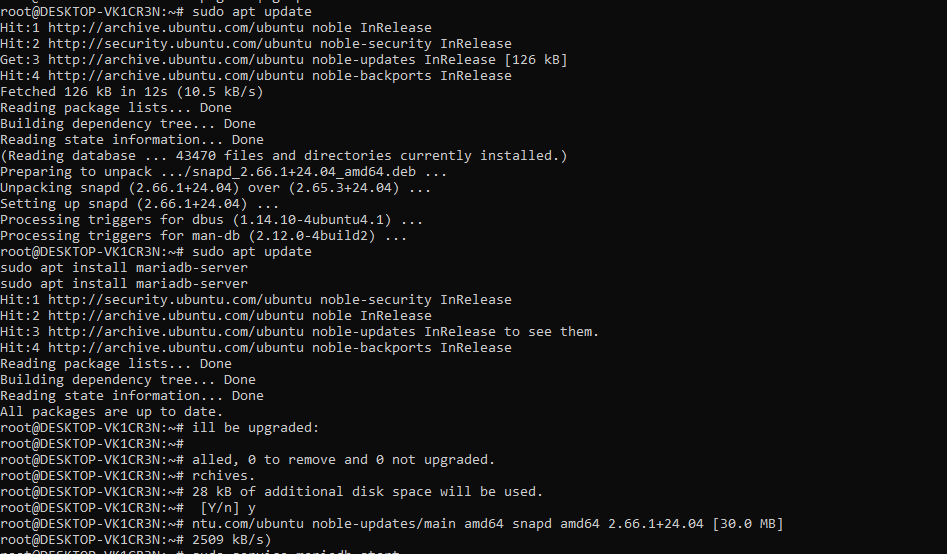 root@DESKTOP-VK1CR3N:~# sudo apt update
Hit:1 http://archive.ubuntu.com/ubuntu noble InRelease
Hit:2 http://security.ubuntu.com/ubuntu noble-security InRelease
Get:3 http://archive.ubuntu.com/ubuntu noble-updates InRelease [126 kB]
Hit:4 http://archive.ubuntu.com/ubuntu noble-backports InRelease
Fetched 126 kB in 12s (10.5 kB/s)
Reading package lists... Done
Building dependency tree... Done
Reading state information... Done
(Reading database ... 43470 files and directories currently installed.)
Preparing to unpack .../snapd_2.66.1+24.04_amd64.deb ...
Unpacking snapd (2.66.1+24.04) over (2.65.3+24.04) ...
Setting up snapd (2.66.1+24.04) ...
Processing triggers for dbus (1.14.10-4ubuntu4.1) ...
Processing triggers for man-db (2.12.0-4build2) ...
root@DESKTOP-VK1CR3N:~# sudo apt update
sudo apt install mariadb-server
sudo apt install mariadb-server
Hit:1 http://security.ubuntu.com/ubuntu noble-security InRelease
Hit:2 http://archive.ubuntu.com/ubuntu noble InRelease
Hit:3 http://archive.ubuntu.com/ubuntu noble-updates InRelease to see them.
Hit:4 http://archive.ubuntu.com/ubuntu noble-backports InRelease
Reading package lists... Done
Building dependency tree... Done
Reading state information... Done
All packages are up to date.
root@DESKTOP-VK1CR3N:~# ill be upgraded:
root@DESKTOP-VK1CR3N:~#
root@DESKTOP-VK1CR3N:~# alled, 0 to remove and 0 not upgraded.
root@DESKTOP-VK1CR3N:~# rchives.
root@DESKTOP-VK1CR3N:~# 28 kB of additional disk space will be used.
root@DESKTOP-VK1CR3N:~#  [Y/n] y
root@DESKTOP-VK1CR3N:~# ntu.com/ubuntu noble-updates/main amd64 snapd amd64 2.66.1+24.04 [30.0 MB]
root@DESKTOP-VK1CR3N:~# 2509 kB/s)
root@DESKTOP-VK1CR3N:~# sudo service mariadb start